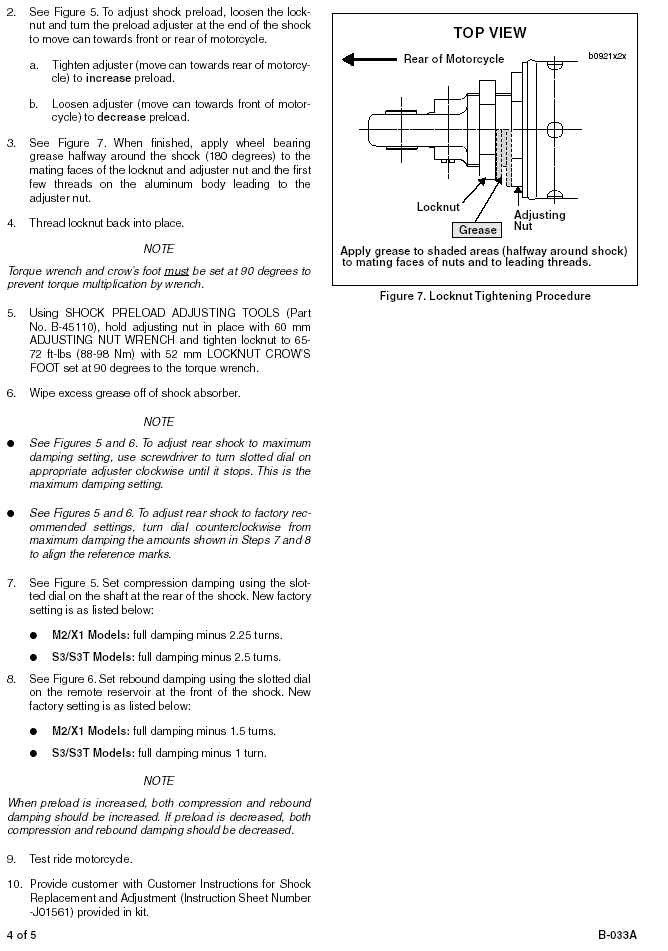 2. See Figure 5. To adjust shock preload, loosen the lock-
nut and turn the preload adjuster at the end of the shock
to move can towards front or rear of motorcycle.
a. Tighten adjuster (move can towards rear of motorcy-
cle) to increase preload.
b. Loosen adjuster (move can towards front of motor-
cycle) to decrease preload.
3. See Figure 7. When finished, apply wheel bearing
grease halfway around the shock (180 degrees) to the
mating faces of the locknut and adjuster nut and the first
few threads on the aluminum body leading to the
adjuster nut.
4. Thread locknut back into place.
NOTE
Torque wrench and crow's foot must be set at 90 degrees to
prevent torque multiplication by wrench.
5. Using SHOCK PRELOAD ADJUSTING TOOLS (Part
No. B-45110), hold adjusting nut in place with 60 mm
ADJUSTING NUT WRENCH and tighten locknut to 65-
72 ft-lbs (88-98 Nm) with 52 mm LOCKNUT CROW'S
FOOT set at 90 degrees to the torque wrench.
6. Wipe excess grease off of shock absorber.
NOTE
● See Figures 5 and 6. To adjust rear shock to maximum
damping setting, use screwdriver to turn slotted dial on
appropriate adjuster clockwise until it stops. This is the
maximum damping setting.
● See Figures 5 and 6. To adjust rear shock to factory rec-
ommended settings, turn dial counterclockwise from
maximum damping the amounts shown in Steps 7 and 8
to align the reference marks.
7. See Figure 5. Set compression damping using the slot-
ted dial on the shaft at the rear of the shock. New factory
setting is as listed below:
● M2/X1 Models: full damping minus 2.25 turns.
● S3/S3T Models: full damping minus 2.5 turns.
8. See Figure 6. Set rebound damping using the slotted dial
on the remote reservoir at the front of the shock. New
factory setting is as listed below:
● M2/X1 Models: full damping minus 1.5 turns.
● S3/S3T Models: full damping minus 1 turn.
NOTE
When preload is increased, both compression and rebound
damping should be increased. If preload is decreased, both
compression and rebound damping should be decreased.
9. Test ride motorcycle.
10. Provide customer with Customer Instructions for Shock
Replacement and Adjustment (Instruction Sheet Number
-J01561) provided in kit.
TOP VIEW
Rear of Motorcycle
b0921x2x
Locknut
Grease
Adjusting
Nut
Apply grease to shaded areas (halfway around shock)
to mating faces of nuts and to leading threads.
Figure 7. Locknut Tightening Procedure
4 of 5
B-033A